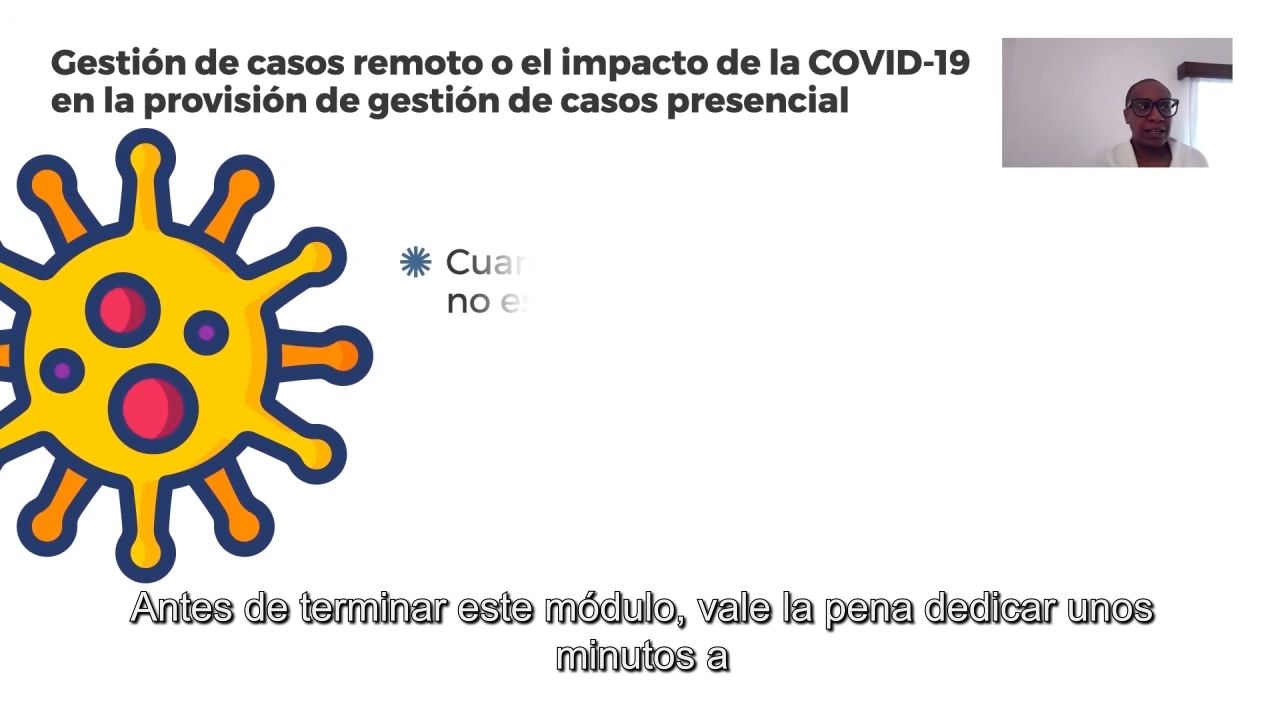 Gestión de casos remoto o el impacto de la COVID-19
en la provisión de gestión de casos presencial
no
Antes de terminar este módulo, vale la pena dedicar unos
minutos a